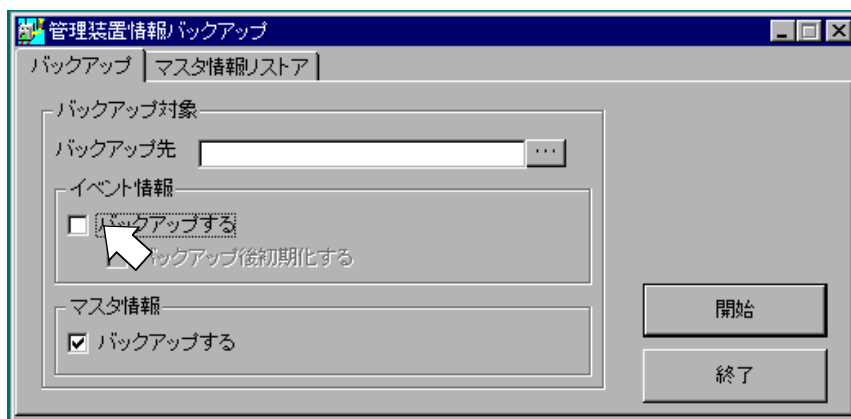 管理装置情報バックアップ
バックアップ マスタ情報リストア
バックアップ対象
バックアップ先 ...
イベント情報
バックアップする
バックアップ後初期化する
マスタ情報
バックアップする
開始
終了